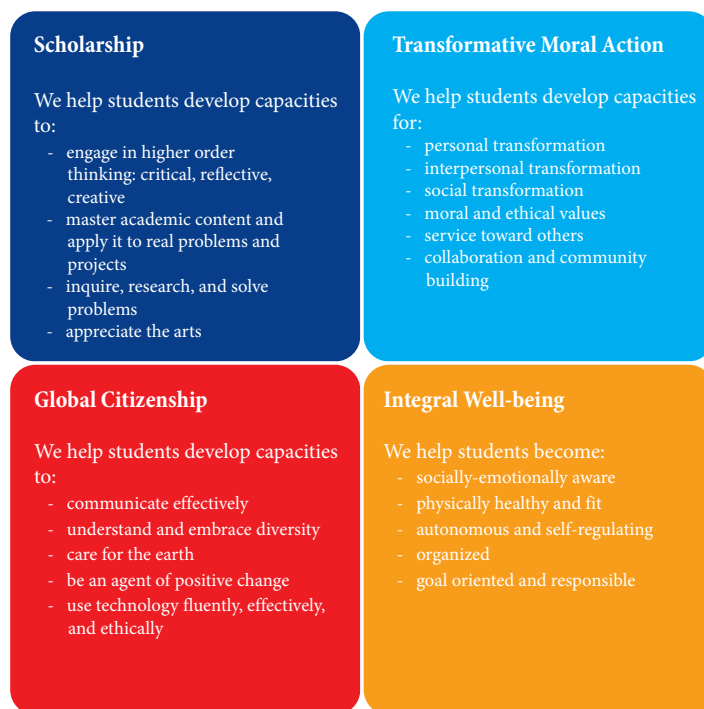 Scholarship
We help students develop capacities
to:
- engage in higher order
thinking: critical, reflective,
creative
- master academic content and
apply it to real problems and
projects
- inquire, research, and solve
problems
- appreciate the arts
Transformative Moral Action
We help students develop capacities
for:
- personal transformation
- interpersonal transformation
- social transformation
- moral and ethical values
- service toward others
- collaboration and community
building
Global Citizenship
We help students develop capacities
to:
- communicate effectively
- understand and embrace diversity
- care for the earth
- be an agent of positive change
- use technology fluently, effectively,
and ethically
Integral Well-being
We help students become:
- socially-emotionally aware
- physically healthy and fit
- autonomous and self-regulating
- organized
- goal oriented and responsible